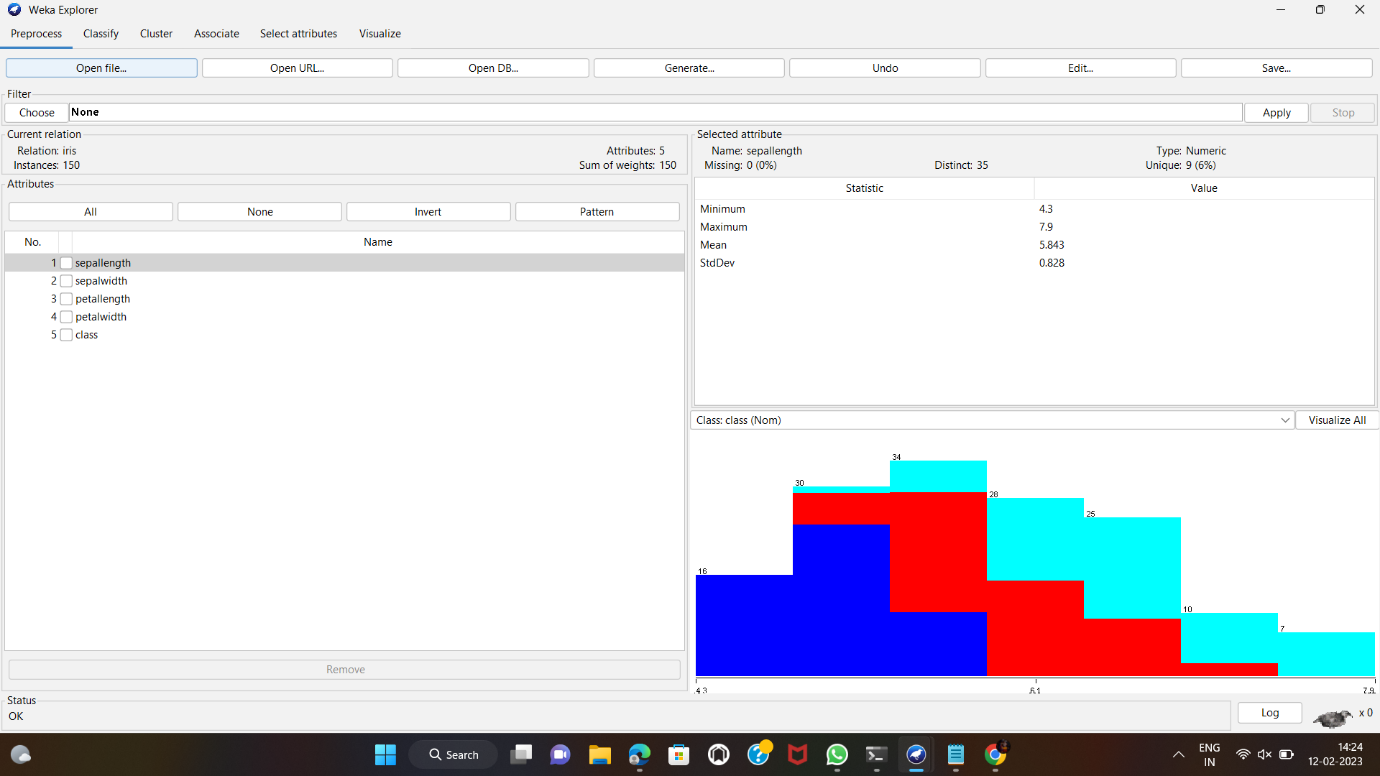 Weka Explorer
Preprocess Classify Cluster Associate Select attributes Visualize
Open file... Open URL... Open DB... Generate... Undo Edit... Save...
Filter
Choose None Apply Stop
Current relation
Relation: iris Attributes: 5
Instances: 150 Sum of weights: 150
Attributes
All None Invert Pattern
No. Name
1 sepallength
2 sepalwidth
3 petallength
4 petalwidth
5 class
Remove
Selected attribute
Name: sepallength Type: Numeric
Missing: 0 (0%) Distinct: 35 Unique: 9 (6%)
Statistic Value
Minimum 4.3
Maximum 7.9
Mean 5.843
StdDev 0.828
Class: class (Nom) Visualize All
34
30
28
25
16
10
7
4.3 6.1 7.9
Status
OK
Log x 0
Search
ENG
IN
14:24
12-02-2023